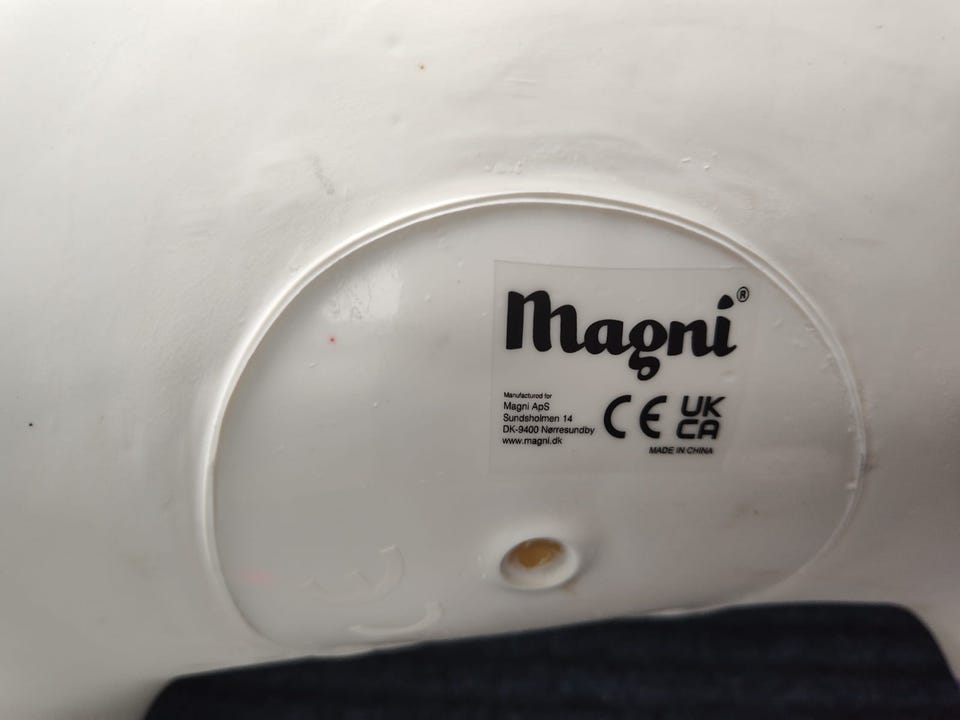 Magni®
Manufactured for
Magni ApS
Sundsholmen 14
DK-9400 Nørresundby
www.magni.dk
CE
UK
CA
MADE IN CHINA
CE